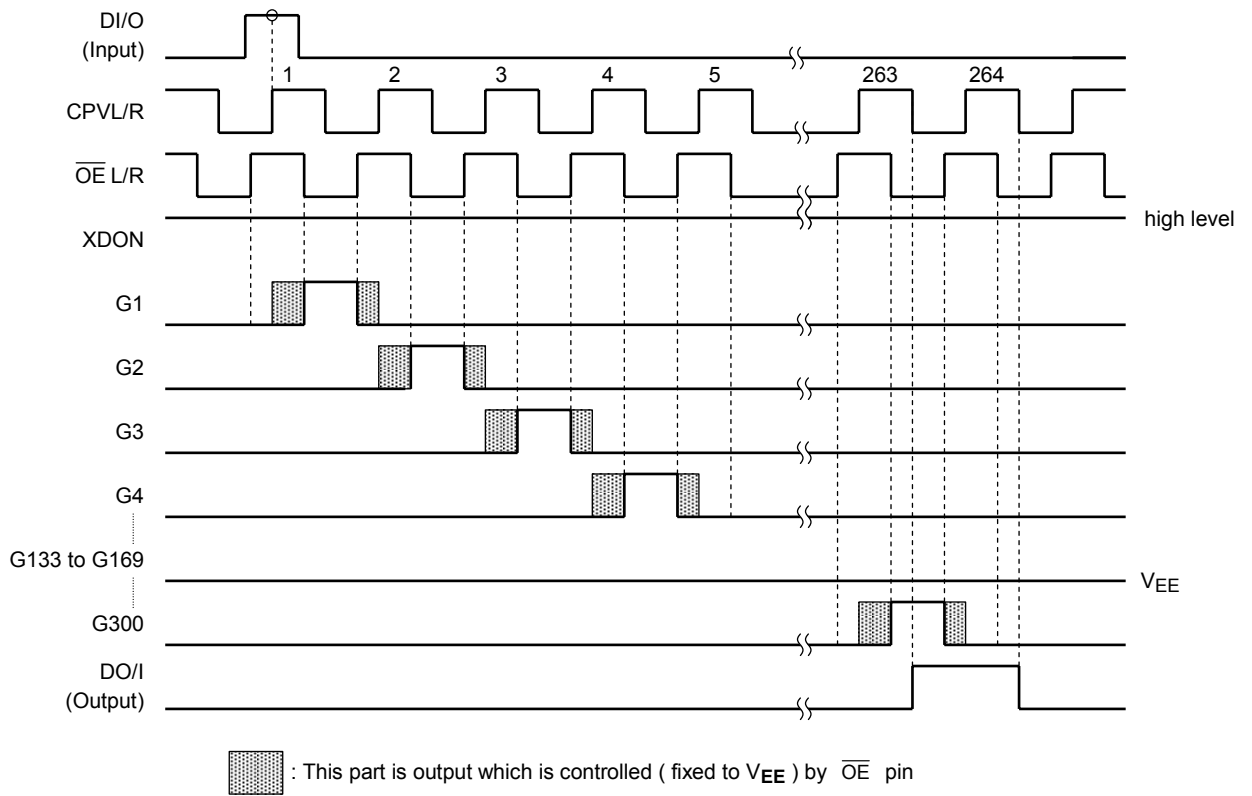 DI/O
(Input)
1 2 3 4 5 263 264
CPVL/R
OE L/R
XDON
high level
G1
G2
G3
G4
G133 to G169
VEE
G300
DO/I
(Output)
: This part is output which is controlled ( fixed to VEE ) by OE pin